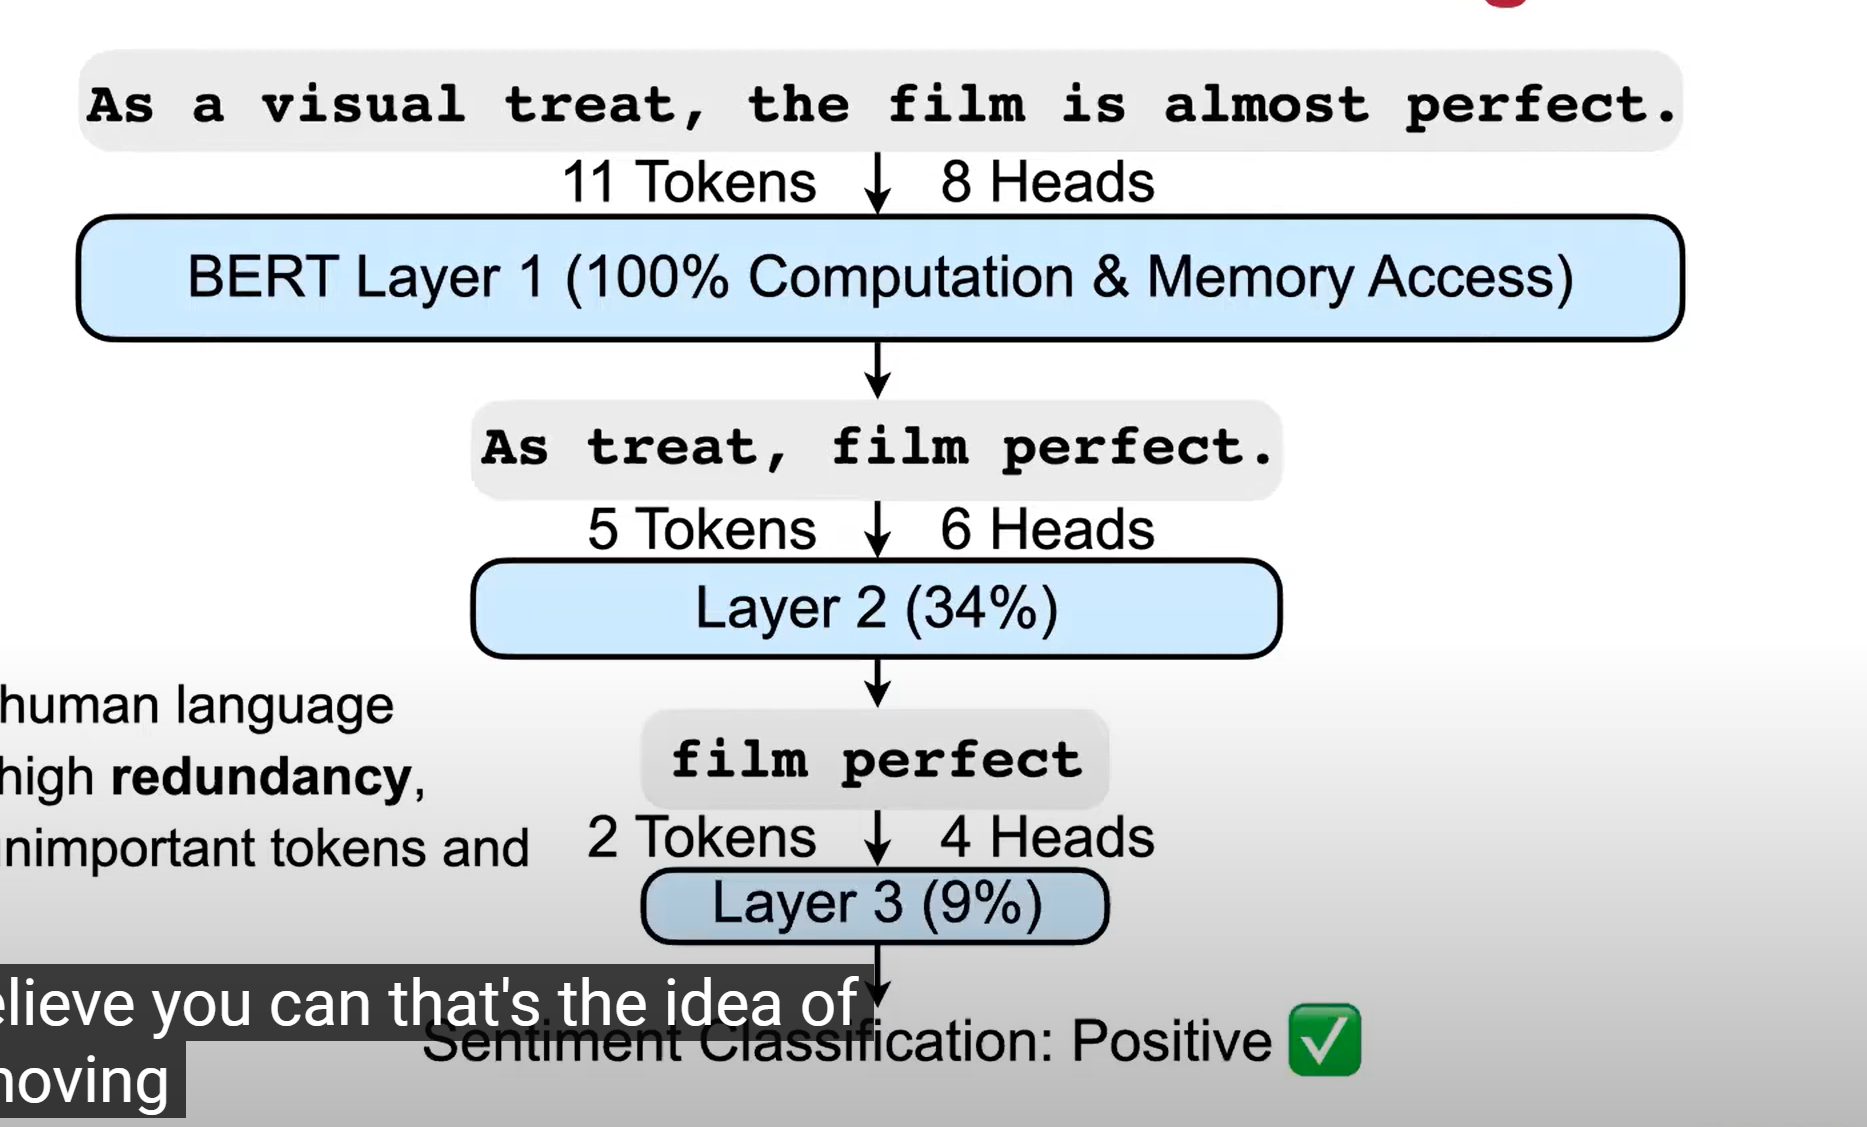 As a visual treat, the film is almost perfect.
11 Tokens 8 Heads
BERT Layer 1 (100% Computation & Memory Access)
As treat, film perfect.
5 Tokens 6 Heads
Layer 2 (34%)
human language
high redundancy,
film perfect
nimportant tokens and
2 Tokens 4 Heads
Layer 3 (9%)
elieve you can that's the idea of
Sentiment Classification: Positive
noving